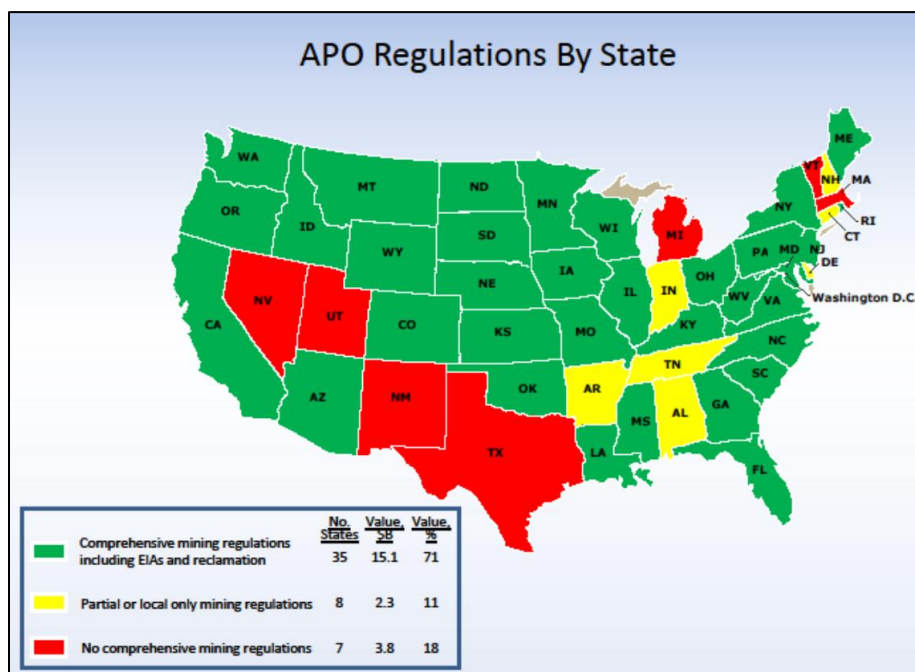 APO Regulations By State
WA
MT
ND
MN
ME
VT
NH
MA
OR
ID
SD
WI
MI
NY
RI
CT
WY
IA
PA
MD
NJ
DE
NV
UT
NE
IL
IN
OH
WV
VA
Washington D.C
CA
CO
KS
MO
KY
NC
AZ
NM
OK
AR
TN
SC
TX
LA
MS
AL
GA
FL
No. States
Value, $B
Value, %
Comprehensive mining regulations
including EIAs and reclamation
35 15.1 71
Partial or local only mining regulations 8 2.3 11
No comprehensive mining regulations 7 3.8 18